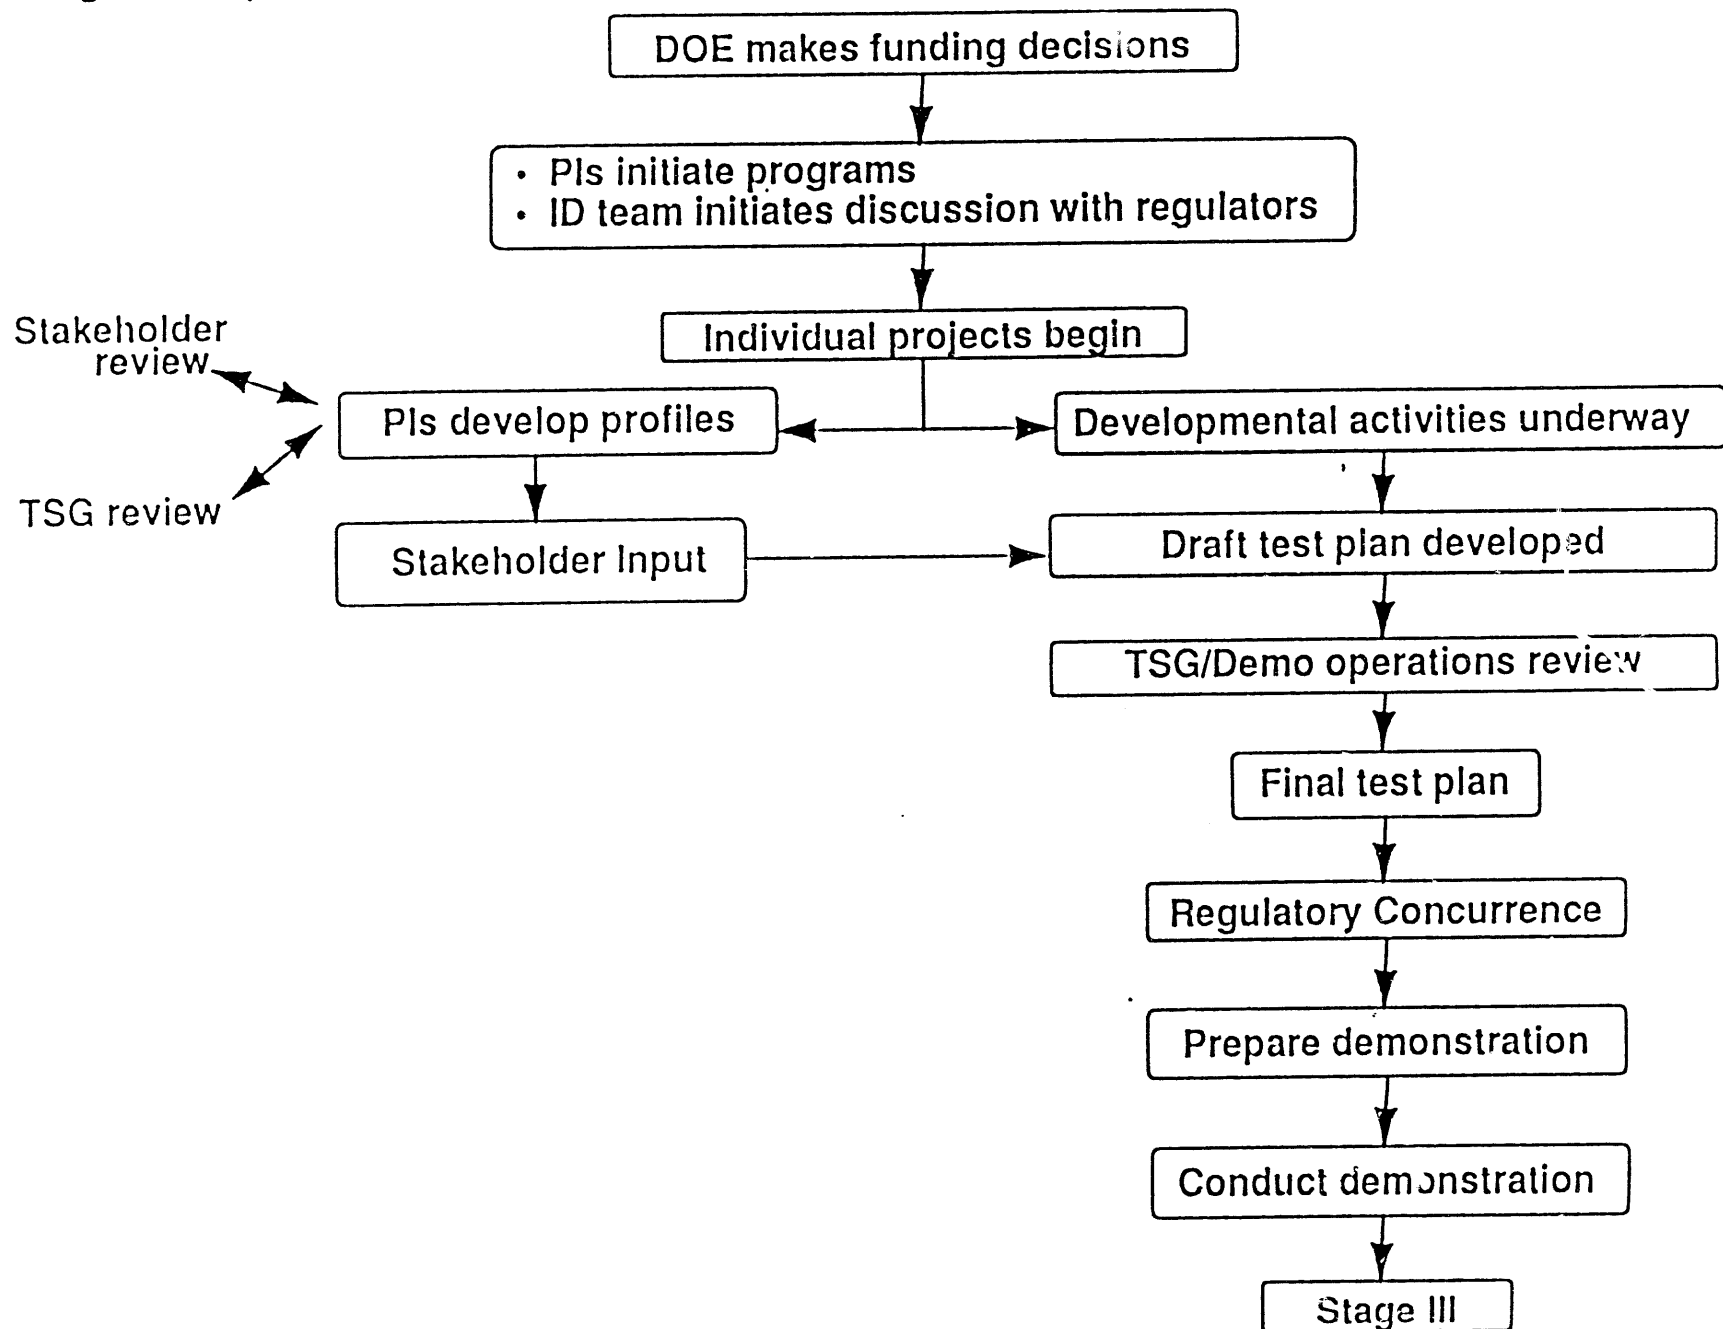 DOE makes funding decisions
• PIs initiate programs
• ID team initiates discussion with regulators
Individual projects begin
Stakeholder
review
PIs develop profiles
Developmental activities underway
TSG review
Stakeholder Input
Draft test plan developed
TSG/Demo operations review
Final test plan
Regulatory Concurrence
Prepare demonstration
Conduct demonstration
Stage III